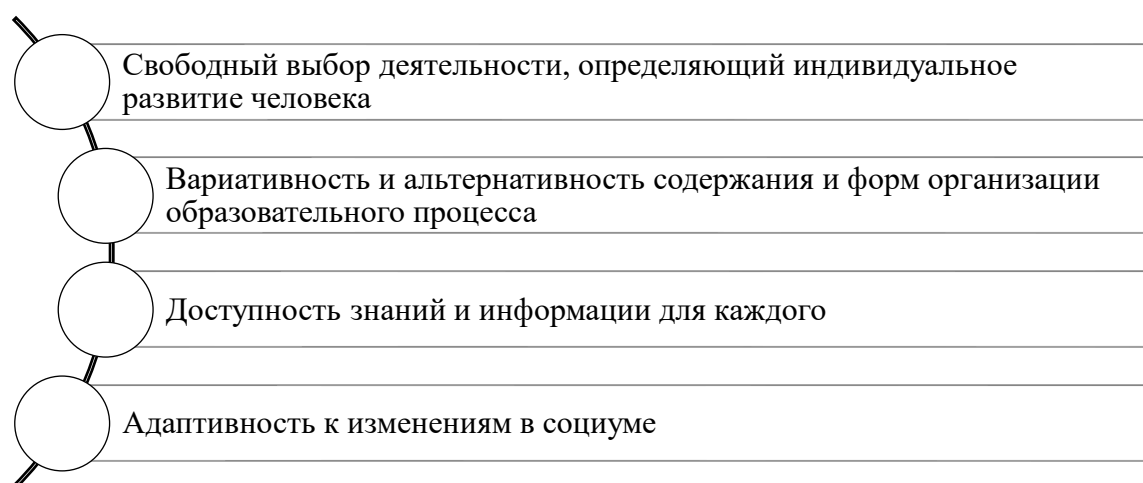 Свободный выбор деятельности, определяющий индивидуальное
развитие человека
Вариативность и альтернативность содержания и форм организации
образовательного процесса
Доступность знаний и информации для каждого
Адаптивность к изменениям в социуме